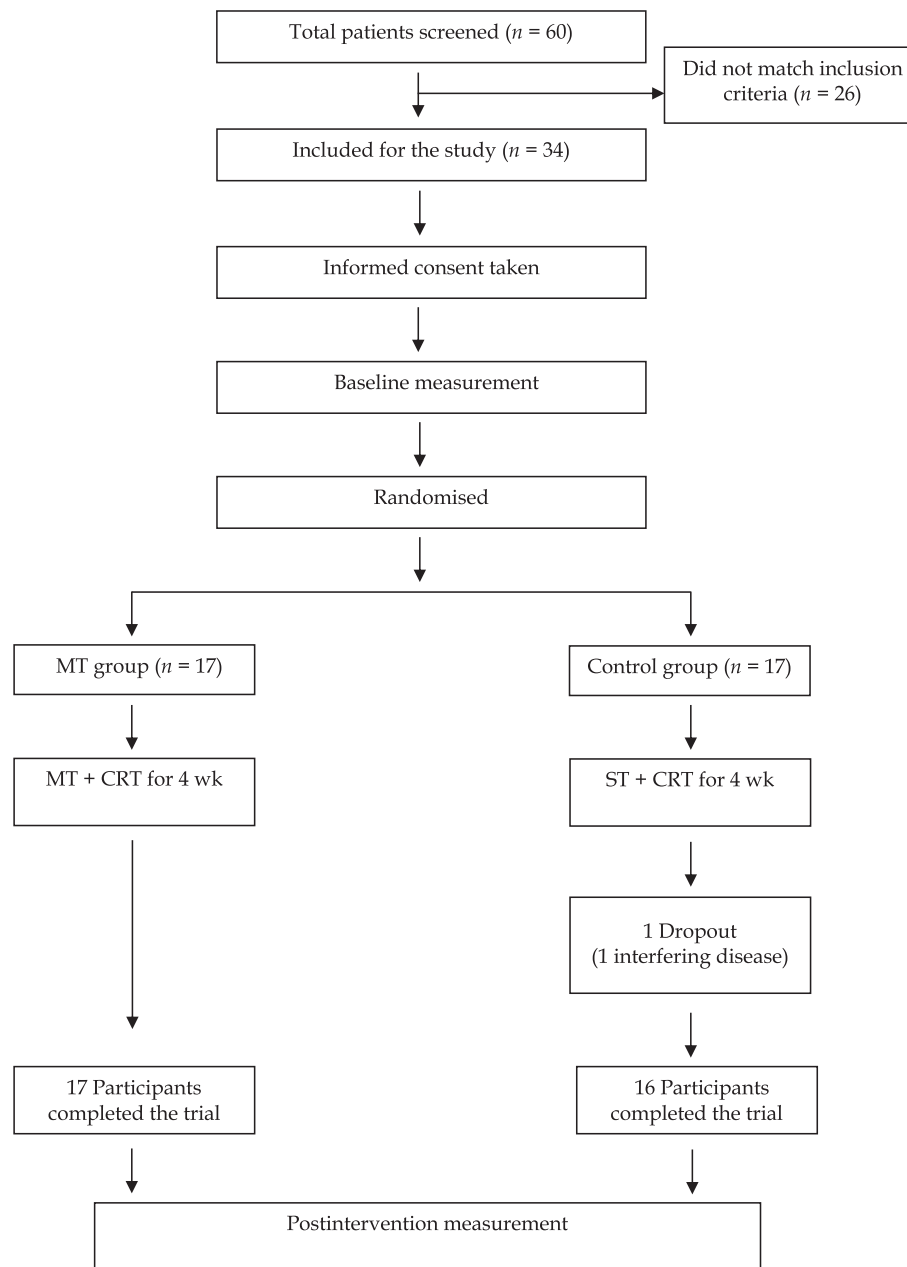 Total patients screened (n = 60)
Did not match inclusion
criteria (n = 26)
Included for the study (n = 34)
Informed consent taken
Baseline measurement
Randomised
MT group (n = 17)
Control group (n = 17)
MT + CRT for 4 wk
ST + CRT for 4 wk
1 Dropout
(1 interfering disease)
17 Participants
completed the trial
16 Participants
completed the trial
Postintervention measurement